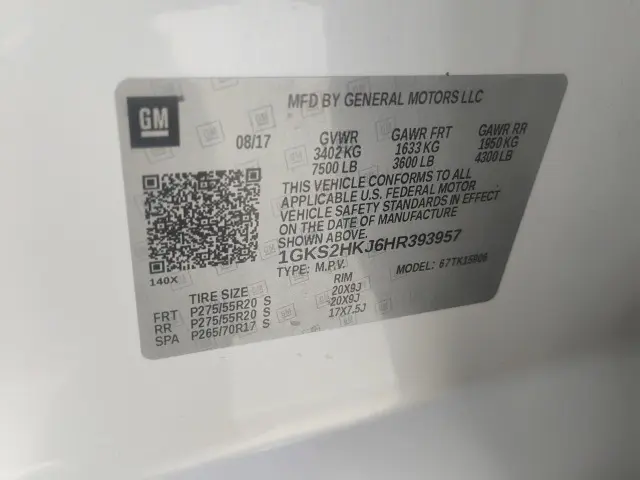 GM
MFD BY GENERAL MOTORS LLC
08/17 GVWR GAWR FRT GAWR RR
3402 KG 1633 KG 1950 KG
7500 LB 3600 LB 4300 LB
THIS VEHICLE CONFORMS TO ALL
APPLICABLE U.S. FEDERAL MOTOR
VEHICLE SAFETY STANDARDS IN EFFECT
ON THE DATE OF MANUFACTURE
SHOWN ABOVE.
1GKS2HKJ6HR393957
140X TYPE: M.P.V. MODEL:
TIRE SIZE RIM
FRT P275/55R20 S 20X9J
RR P275/55R20 S 20X9J
SPA P265/70R17 S 17X7.5J